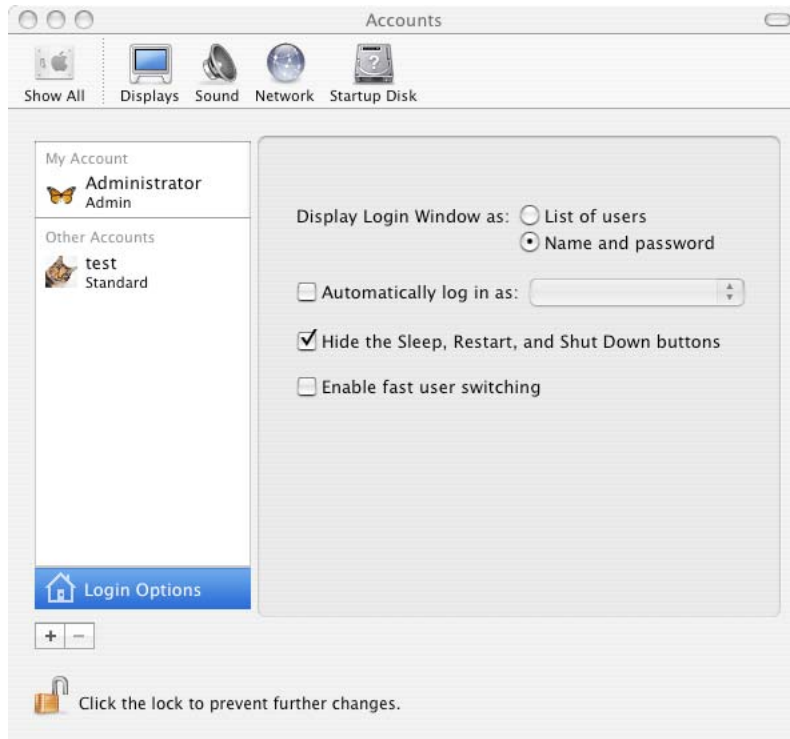 Accounts
Show All Displays Sound Network Startup Disk
My Account
Administrator
Admin
Other Accounts
test
Standard
Login Options
Display Login Window as: List of users
Name and password
Automatically log in as:
Hide the Sleep, Restart, and Shut Down buttons
Enable fast user switching
Click the lock to prevent further changes.